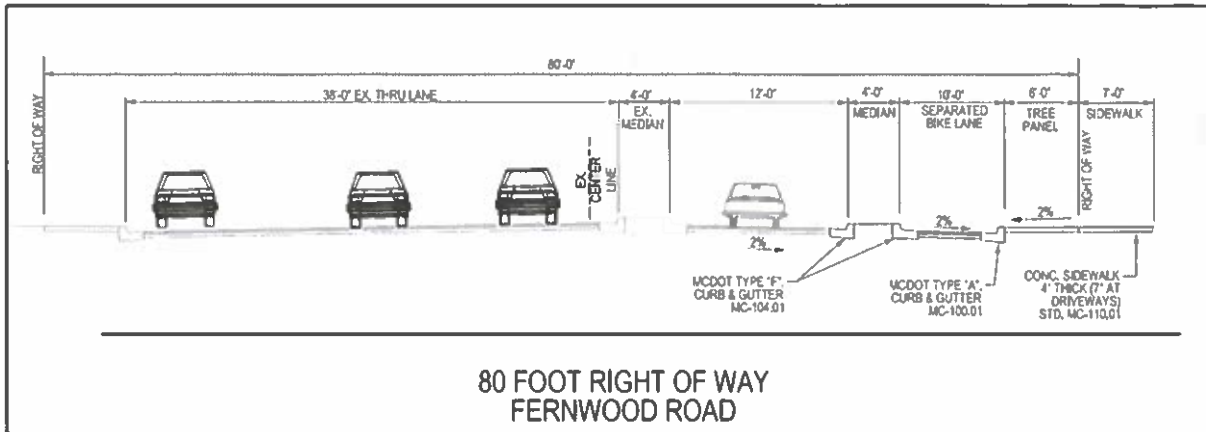 80'-0"
38'-0" EX. THRU LANE
4'-0"
EX.
MEDIAN
12'-0"
4'-0"
MEDIAN
10'-0"
SEPARATED
BIKE LANE
6'-0"
TREE
PANEL
7'-0"
SIDEWALK
RIGHT OF WAY
EX.
CENTER
LINE
RIGHT OF WAY
2%
2%
2%
MCDOT TYPE "F",
CURB & GUTTER
MC-104.01
MCDOT TYPE "A",
CURB & GUTTER
MC-100.01
CONC. SIDEWALK
4" THICK (7" AT
DRIVEWAYS)
STD. MC-110.01
80 FOOT RIGHT OF WAY
FERNWOOD ROAD